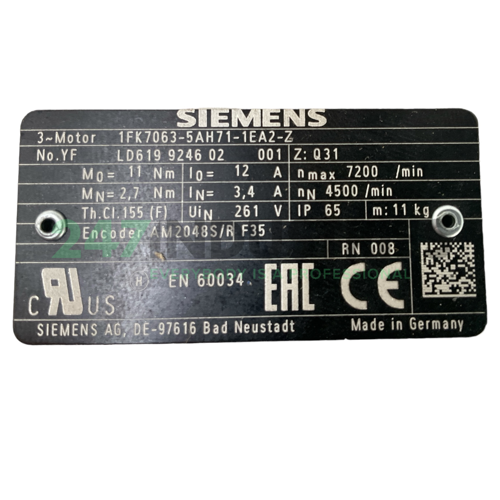 SIEMENS
3~Motor 1FK7063-5AH71-1EA2-Z
No.YF LD619 9246 02 001 Z: Q31
M₀= 11 Nm I₀= 12 A nmax 7200 /min
MN= 2,7 Nm IN= 3,4 A nN 4500 /min
Th.Cl.155 (F) UiN 261 V IP 65 m: 11 kg
Encoder AM2048S/R F35
RN 008
H EN 60034
EAC CE
C RU US
SIEMENS AG, DE-97616 Bad Neustadt Made in Germany